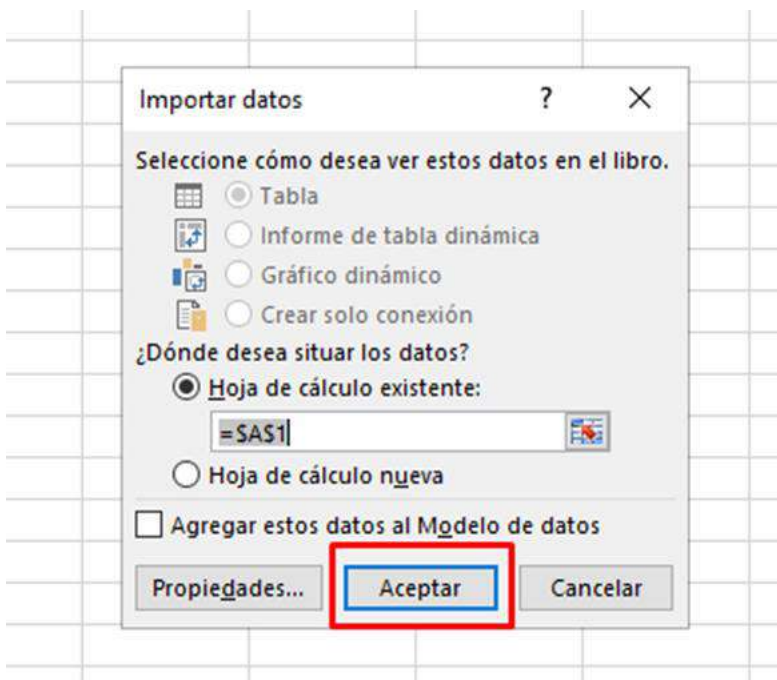 Importar datos ? ×
Seleccione cómo desea ver estos datos en el libro.
Tabla
Informe de tabla dinámica
Gráfico dinámico
Crear solo conexión
¿Dónde desea situar los datos?
Hoja de cálculo existente:
=$A$1
Hoja de cálculo nueva
Agregar estos datos al Modelo de datos
Propiedades... Aceptar Cancelar